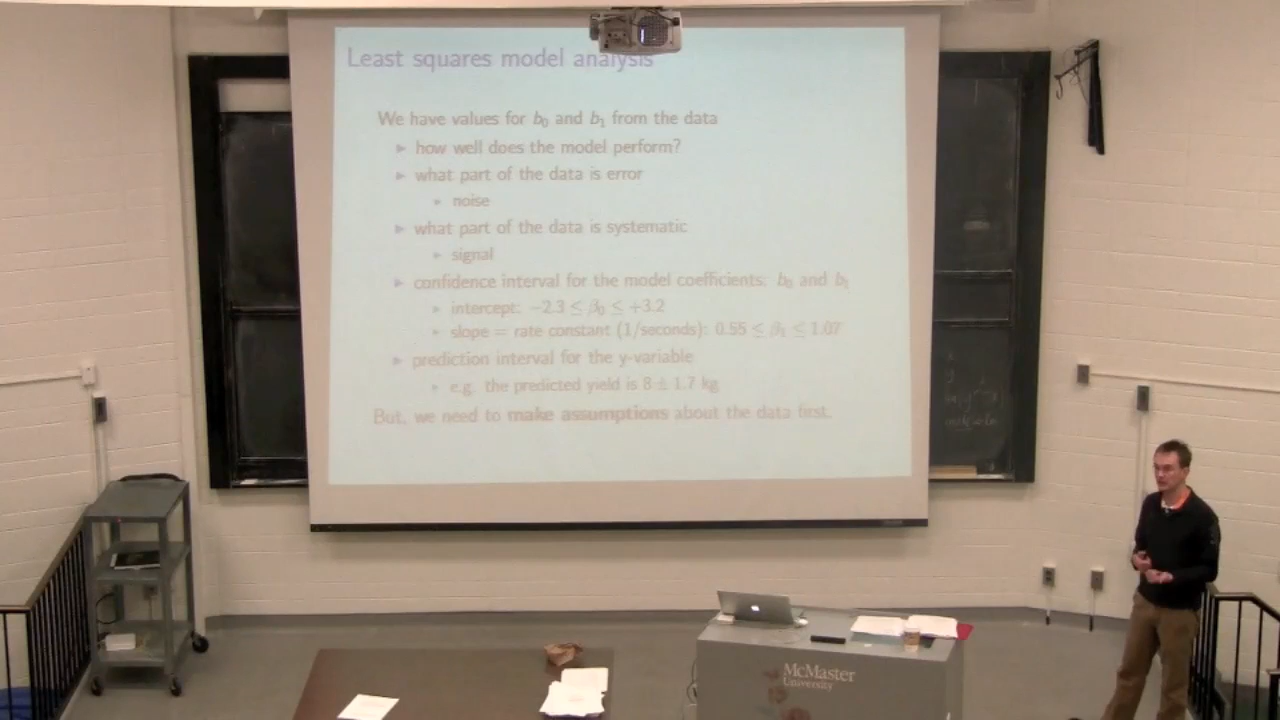 Least squares model analysis
We have values for b₀ and b₁ from the data
▸ how well does the model perform?
▸ what part of the data is error
▸ noise
▸ what part of the data is systematic
▸ signal
▸ confidence interval for the model coefficients: b₀ and b₁
▸ intercept: −2.3 ≤ β₀ ≤ +3.2
▸ slope = rate constant (1/seconds): 0.55 ≤ β₁ ≤ 1.07
▸ prediction interval for the y-variable
▸ e.g. the predicted yield is 8 ± 1.7 kg
But, we need to make assumptions about the data first.
McMaster
University